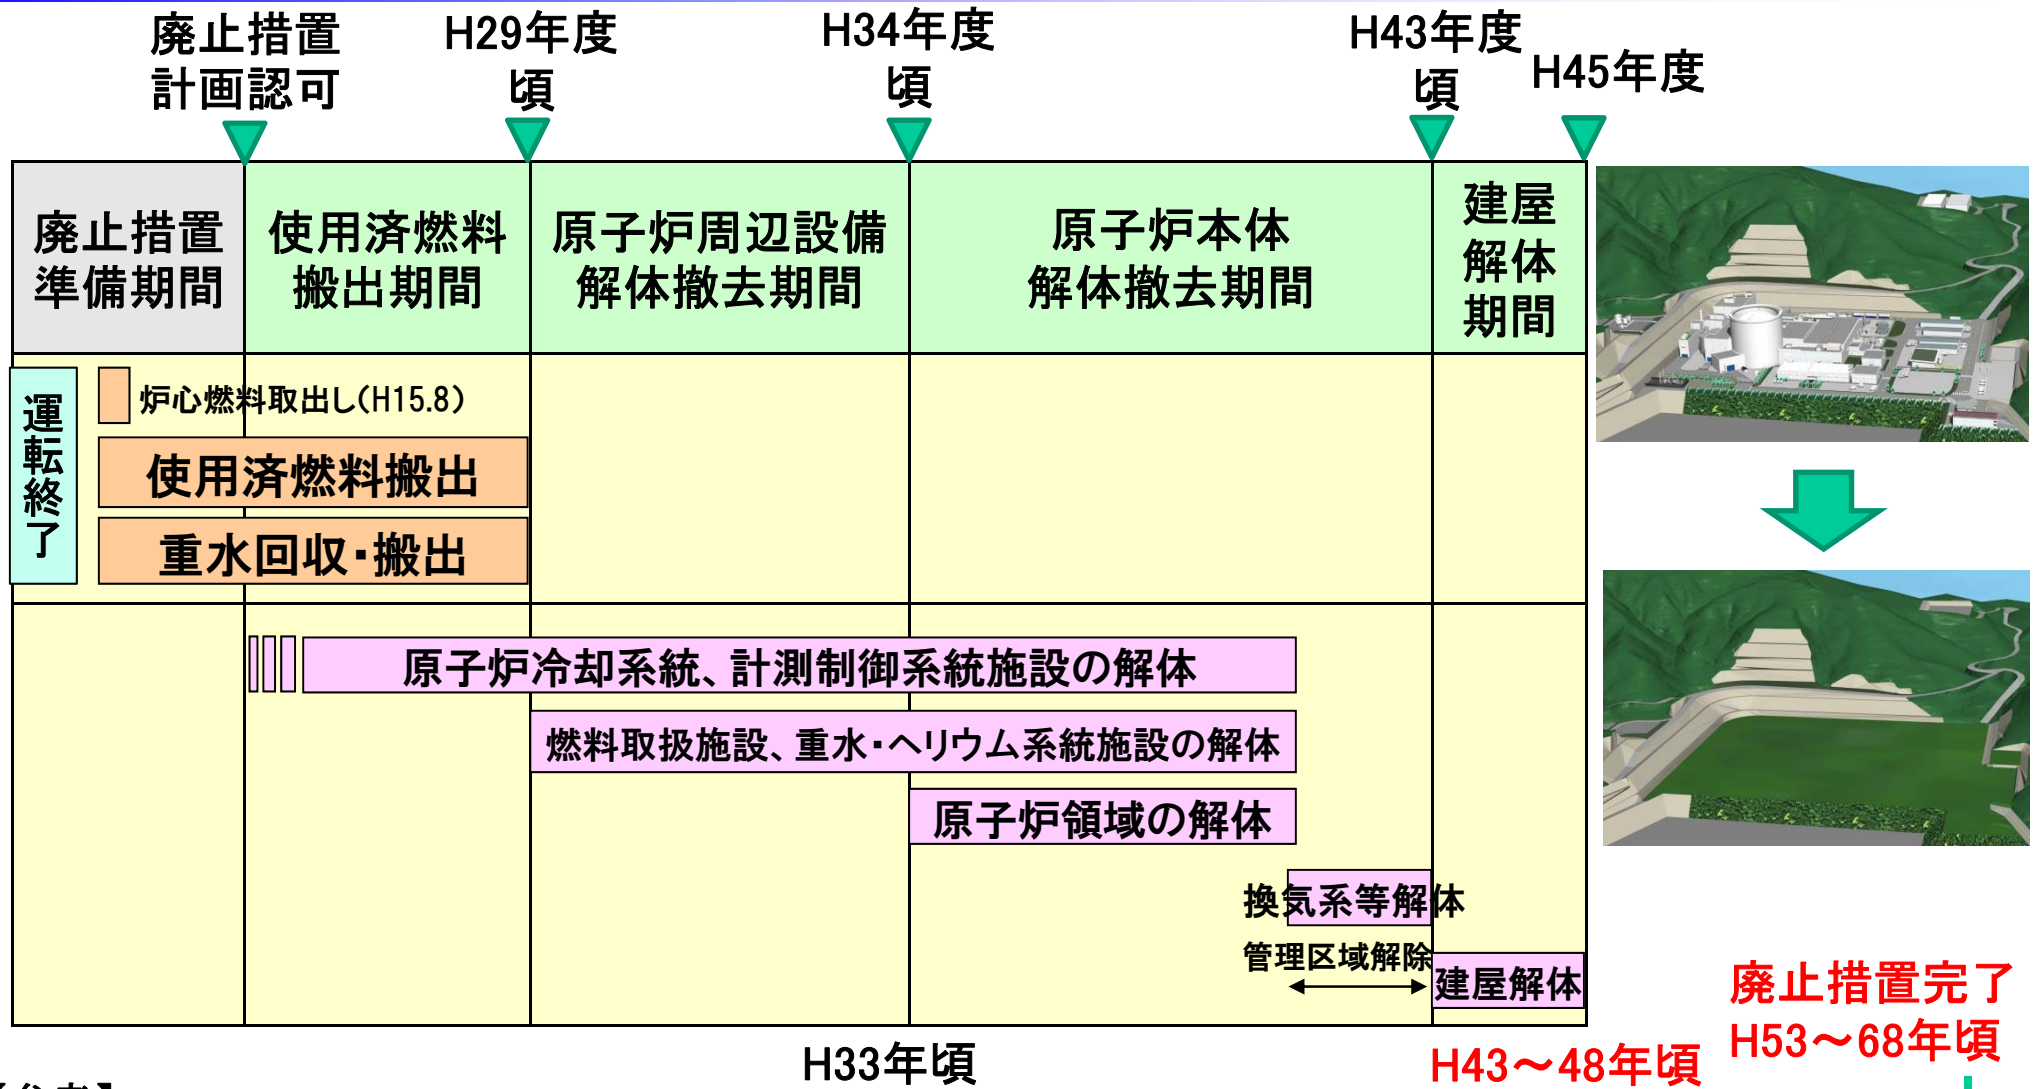 廃止措置
計画認可
H29年度
頃
H34年度
頃
H43年度
頃
H45年度
廃止措置
準備期間
使用済燃料
搬出期間
原子炉周辺設備
解体撤去期間
原子炉本体
解体撤去期間
建屋
解体
期間
運転終了
炉心燃料取出し(H15.8)
使用済燃料搬出
重水回収・搬出
原子炉冷却系統、計測制御系統施設の解体
燃料取扱施設、重水・ヘリウム系統施設の解体
原子炉領域の解体
換気系等解体
管理区域解除
建屋解体
廃止措置完了
H53～68年頃
H33年頃
H43～48年頃